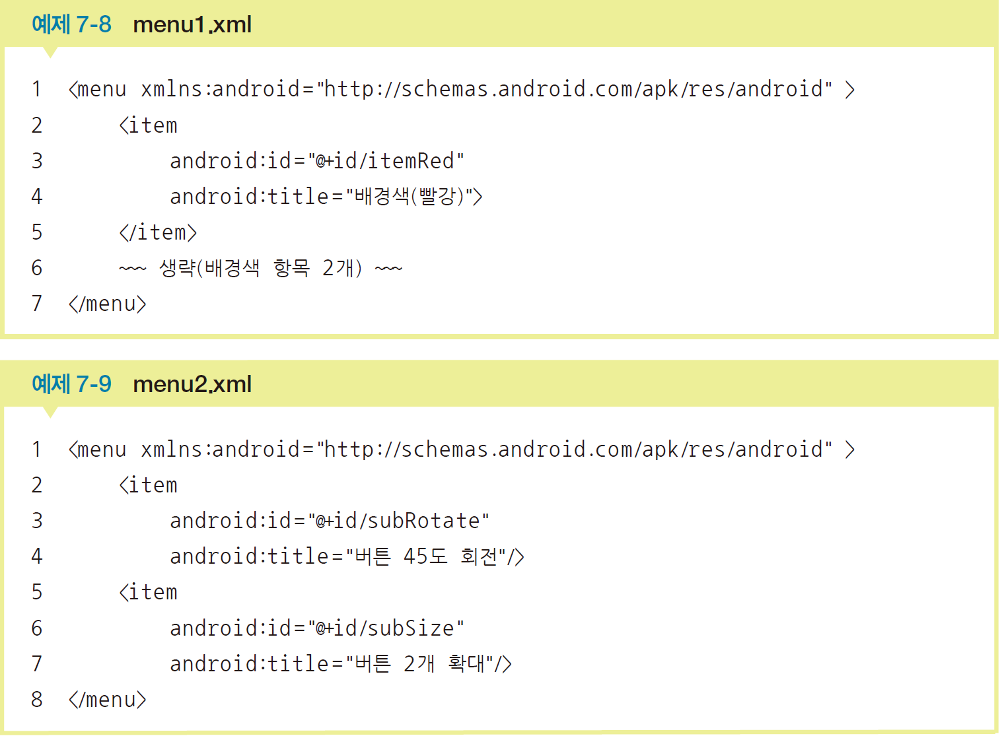 예제 7-8 menu1.xml
1 <menu xmlns:android="http://schemas.android.com/apk/res/android" >
2 <item
3 android:id="@+id/itemRed"
4 android:title="배경색(빨강)">
5 </item>
6 ~~~ 생략(배경색 항목 2개) ~~~
7 </menu>
예제 7-9 menu2.xml
1 <menu xmlns:android="http://schemas.android.com/apk/res/android" >
2 <item
3 android:id="@+id/subRotate"
4 android:title="버튼 45도 회전"/>
5 <item
6 android:id="@+id/subSize"
7 android:title="버튼 2개 확대"/>
8 </menu>